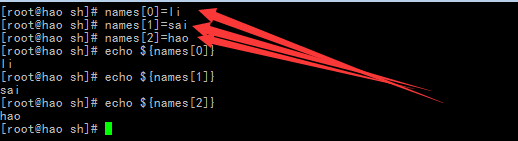 [root@hao sh]# names[0]=li
[root@hao sh]# names[1]=sai
[root@hao sh]# names[2]=hao
[root@hao sh]# echo ${names[0]}
li
[root@hao sh]# echo ${names[1]}
sai
[root@hao sh]# echo ${names[2]}
hao
[root@hao sh]#